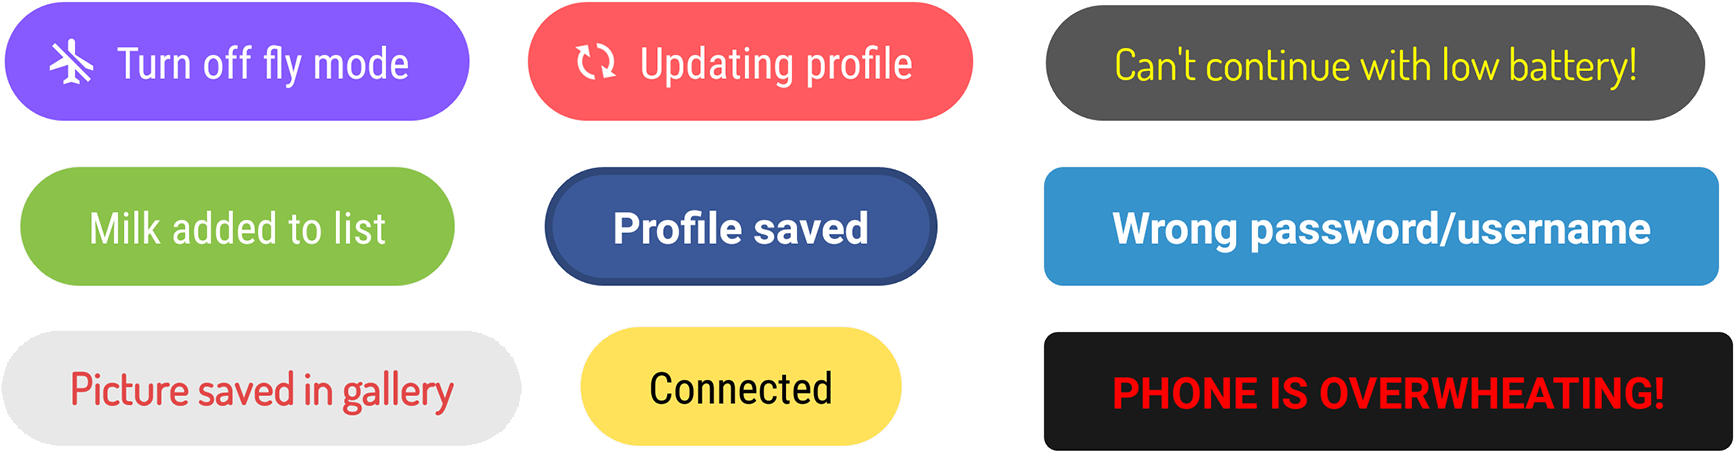 Turn off fly mode
Updating profile
Can't continue with low battery!
Milk added to list
Profile saved
Wrong password/username
Picture saved in gallery
Connected
PHONE IS OVERWHEATING!